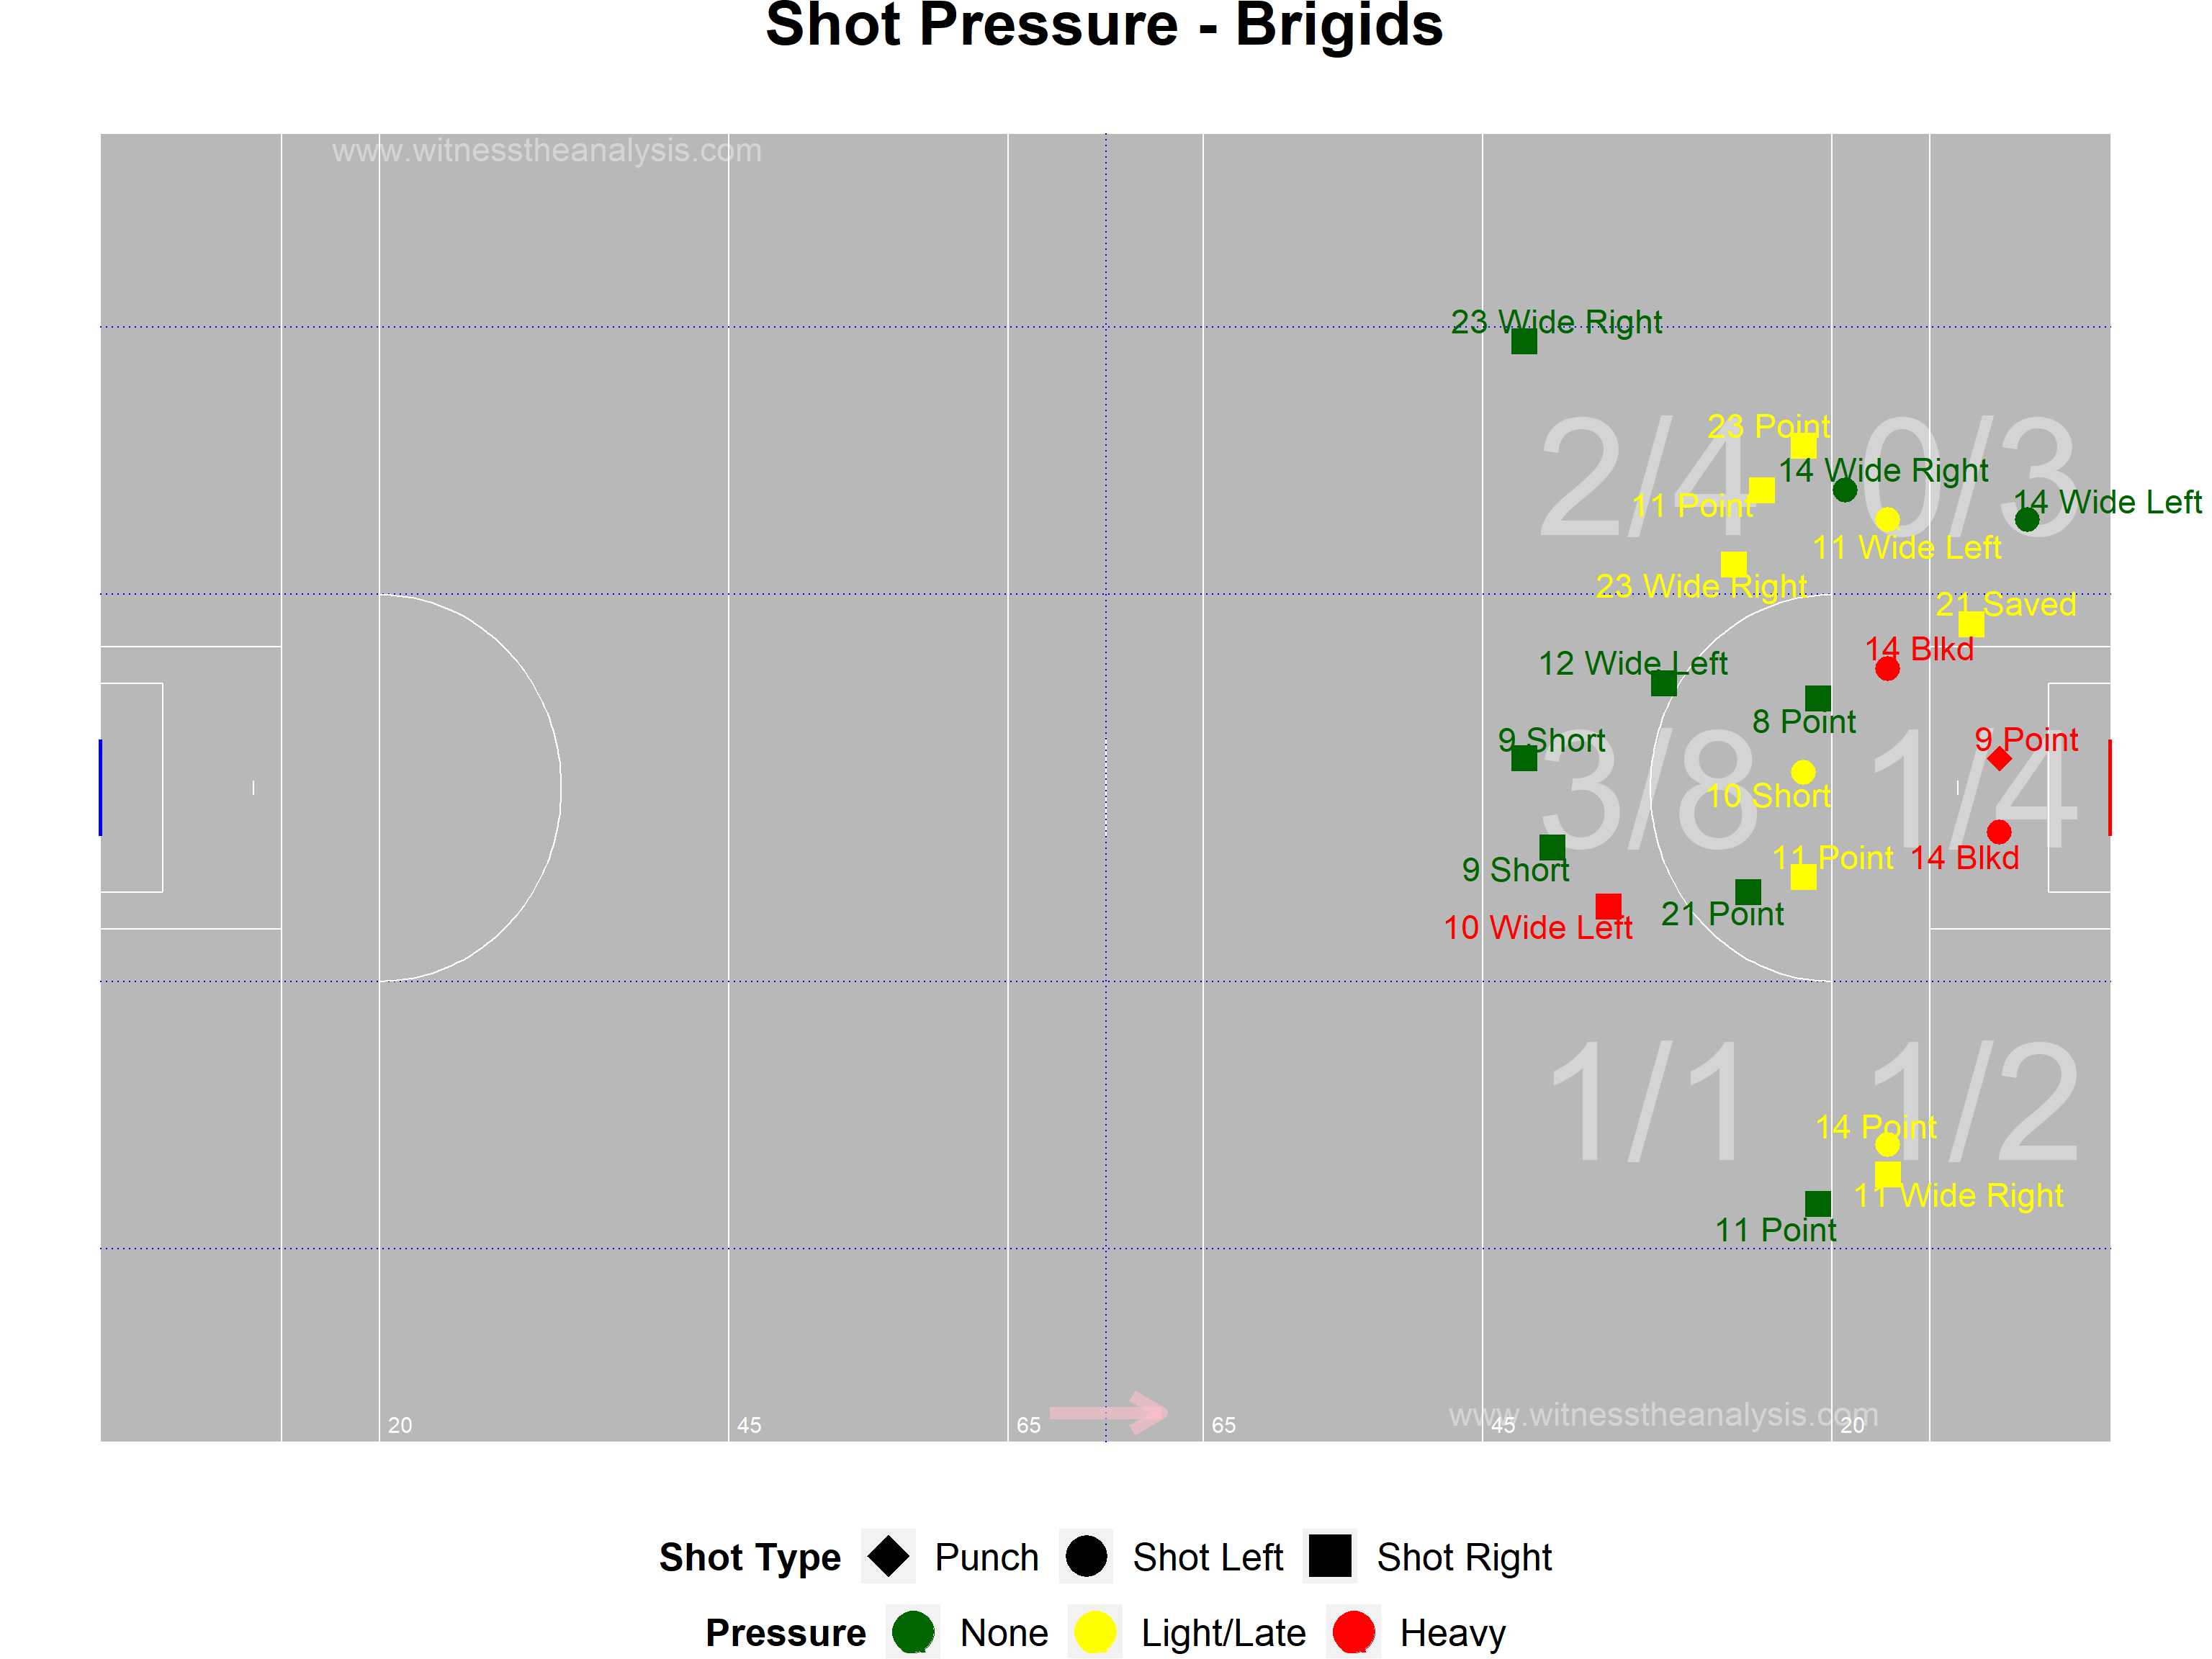 Shot Pressure - Brigids
www.witnesstheanalysis.com
23 Wide Right
2/4
0/3
23 Point
14 Wide Right
11 Point
14 Wide Left
11 Wide Left
23 Wide Right
21 Saved
14 Blkd
12 Wide Left
8 Point
9 Short
9 Point
3/8
1/4
10 Short
11 Point
14 Blkd
9 Short
21 Point
10 Wide Left
1/1
1/2
14 Point
11 Wide Right
11 Point
www.witnesstheanalysis.com
20
45
65
65
45
20
Shot Type Punch Shot Left Shot Right
Pressure None Light/Late Heavy